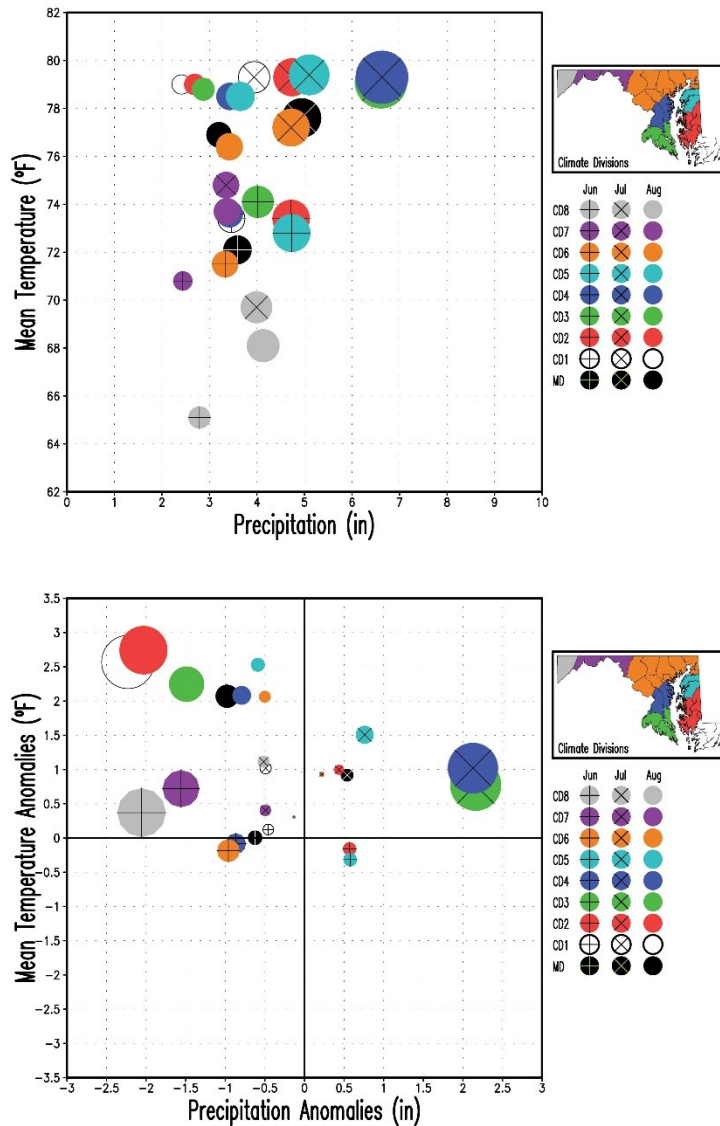 84
82
80
78
76
74
72
70
68
66
64
62
0 1 2 3 4 5 6 7 8 9 10
Mean Temperature (ºF)
Precipitation (in)
Climate Divisions
Jun Jul Aug
CD8
CD7
CD6
CD5
CD4
CD3
CD2
CD1
MD
3.5
3
2.5
2
1.5
1
0.5
0
-0.5
-1
-1.5
-2
-2.5
-3
-3.5
-3 -2.5 -2 -1.5 -1 -0.5 0 0.5 1 1.5 2 2.5 3
Mean Temperature Anomalies (ºF)
Precipitation Anomalies (in)
Climate Divisions
Jun Jul Aug
CD8
CD7
CD6
CD5
CD4
CD3
CD2
CD1
MD